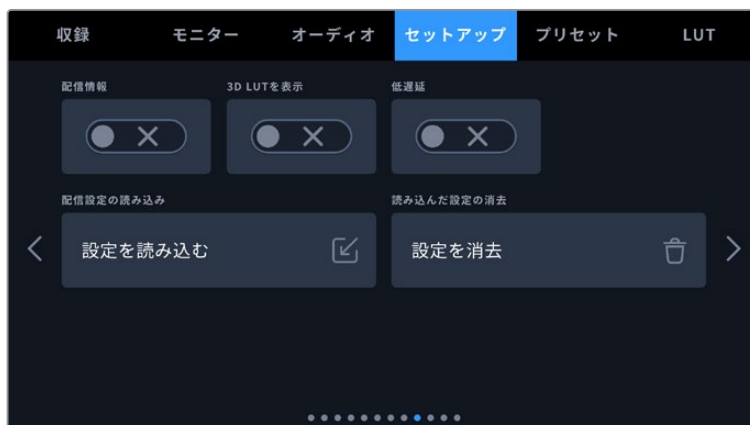 収録 モニター オーディオ セットアップ プリセット LUT
配信情報 3D LUTを表示 低遅延
配信設定の読み込み 読み込んだ設定の消去
設定を読み込む 設定を消去